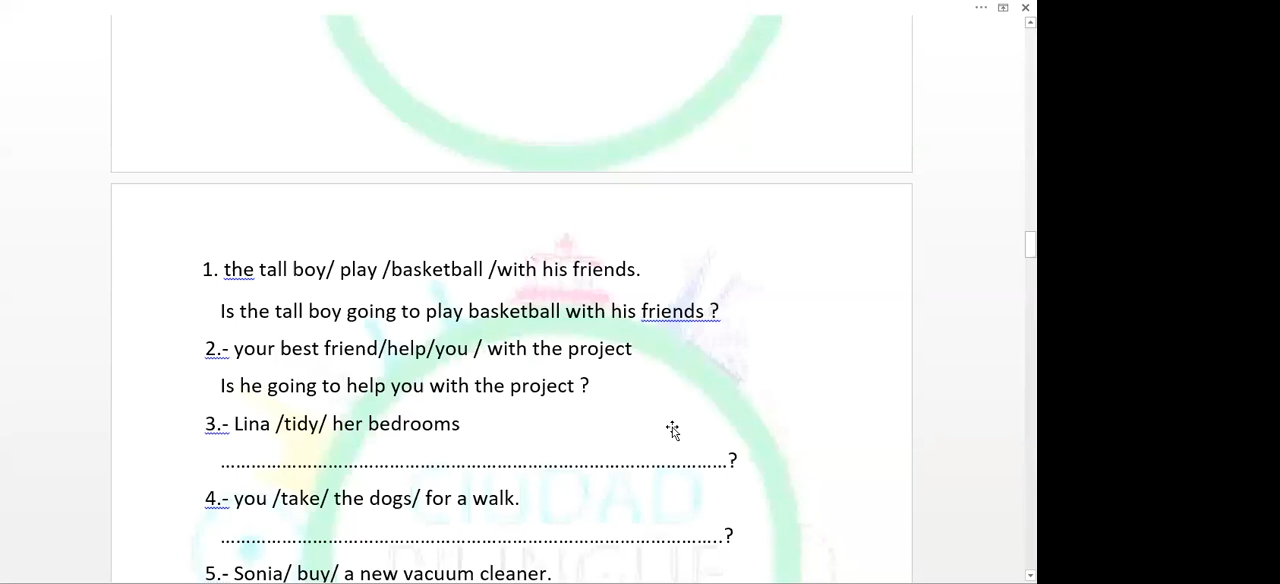 1. the tall boy/ play /basketball /with his friends.
Is the tall boy going to play basketball with his friends ?
2.- your best friend/help/you / with the project
Is he going to help you with the project ?
3.- Lina /tidy/ her bedrooms
……………………………………………………………………………………?
4.- you /take/ the dogs/ for a walk.
…………………………………………………………………………………..?
CIUDAD
BILINGUE
5.- Sonia/ buy/ a new vacuum cleaner.